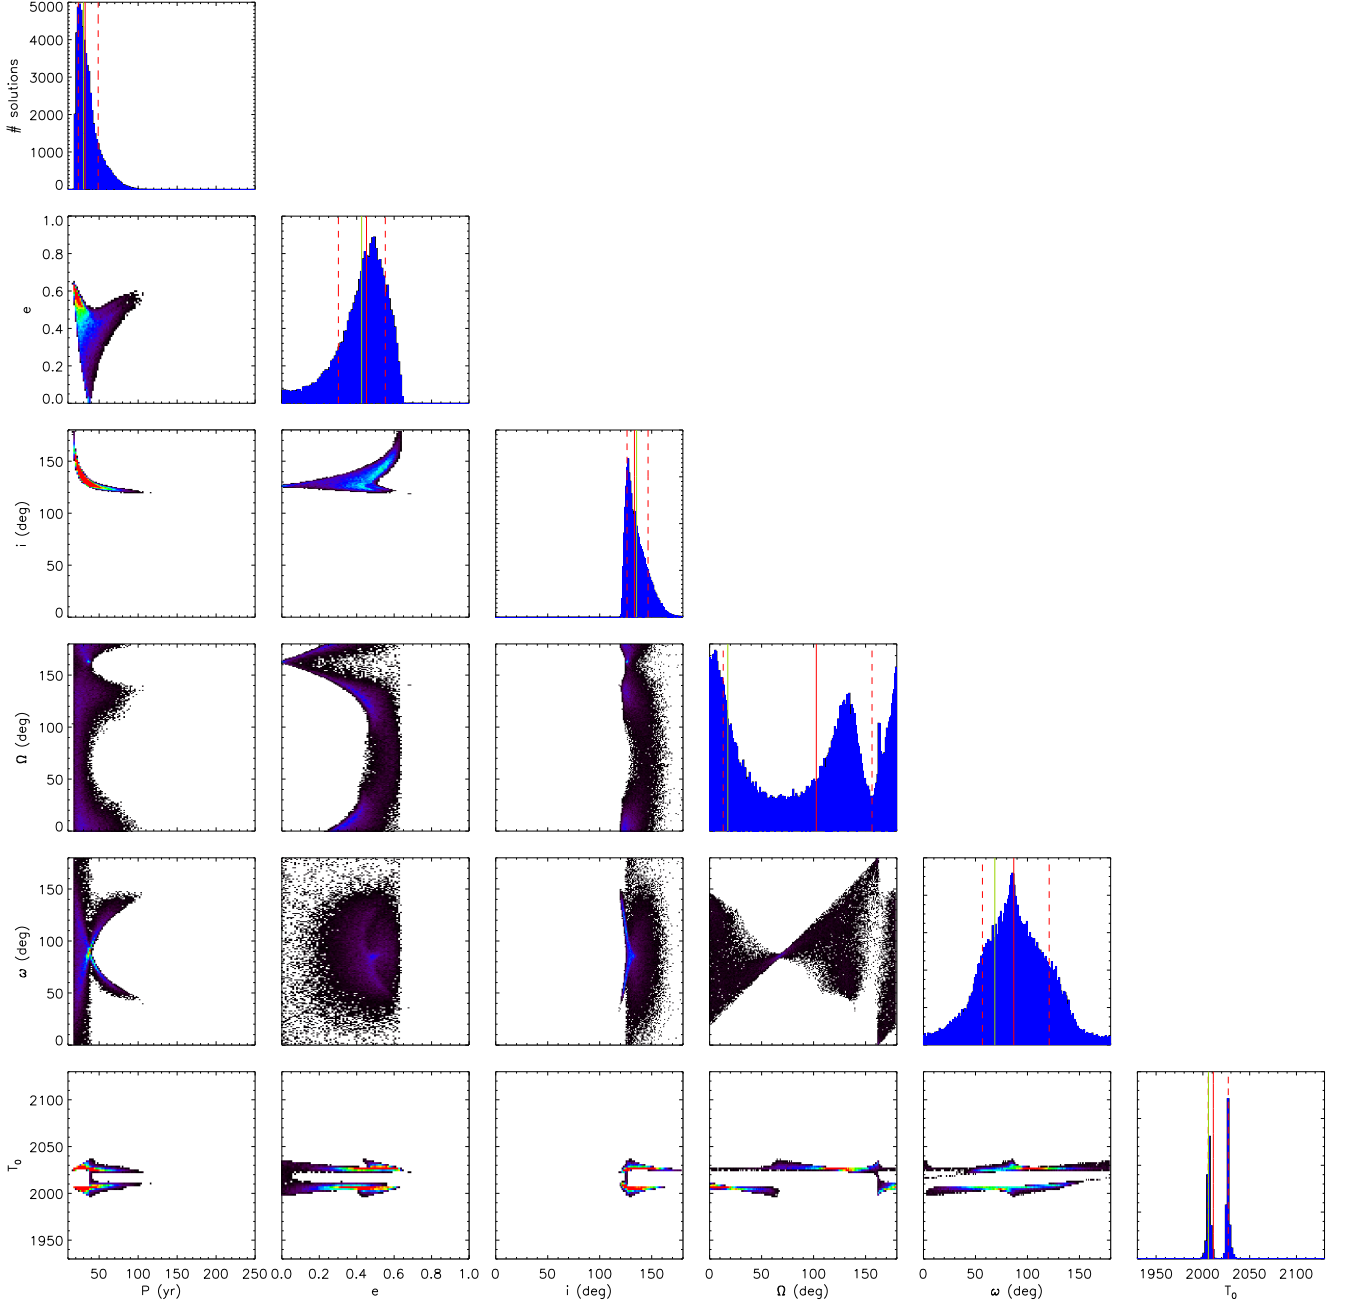 5000
4000
3000
2000
1000
0
# solutions
1.0
0.8
0.6
0.4
0.2
0.0
e
150
100
50
0
i (deg)
150
100
50
0
Ω (deg)
150
100
50
0
ω (deg)
2100
2050
2000
1950
T₀
50 100 150 200 250
0.0 0.2 0.4 0.6 0.8 1.0
0 50 100 150
0 50 100 150
0 50 100 150
1950 2000 2050 2100
P (yr)
e
i (deg)
Ω (deg)
ω (deg)
T₀